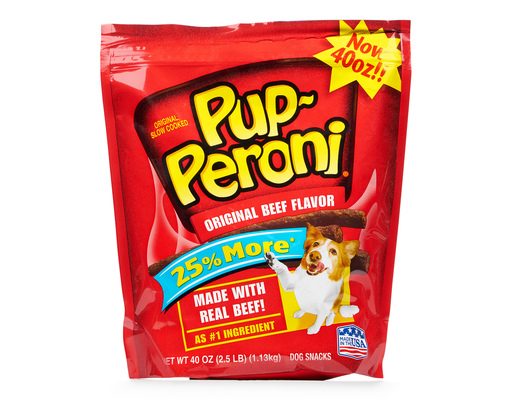 Now
40oz!!
ORIGINAL
SLOW COOKED
Pup-
Peroni®
ORIGINAL BEEF FLAVOR
25% More*
MADE WITH
REAL BEEF!
AS #1 INGREDIENT
MADE
IN THE
USA
ET WT 40 OZ (2.5 LB) (1.13kg) DOG SNACKS